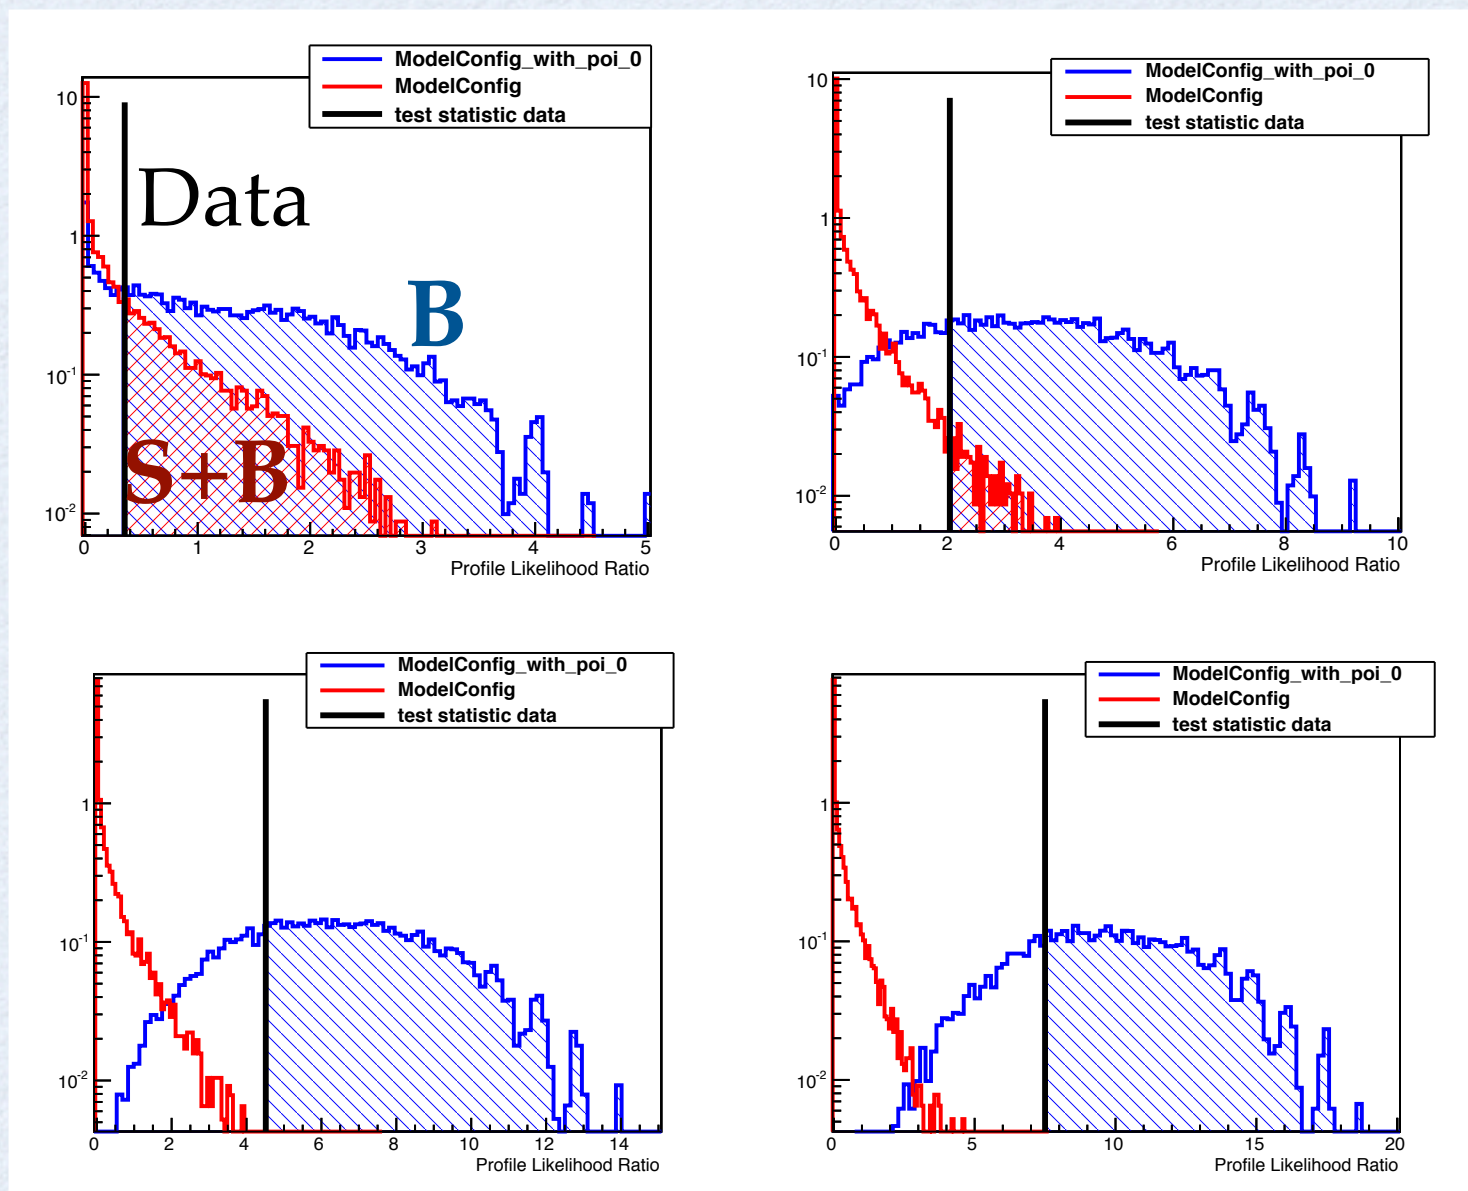 ModelConfig_with_poi_0
ModelConfig
test statistic data
10
1
10-1
10-2
Data
B
S+B
0 1 2 3 4 5
Profile Likelihood Ratio
ModelConfig_with_poi_0
ModelConfig
test statistic data
10
1
10-1
10-2
0 2 4 6 8 10
Profile Likelihood Ratio
ModelConfig_with_poi_0
ModelConfig
test statistic data
1
10-1
10-2
0 2 4 6 8 10 12 14
Profile Likelihood Ratio
ModelConfig_with_poi_0
ModelConfig
test statistic data
1
10-1
10-2
0 5 10 15 20
Profile Likelihood Ratio